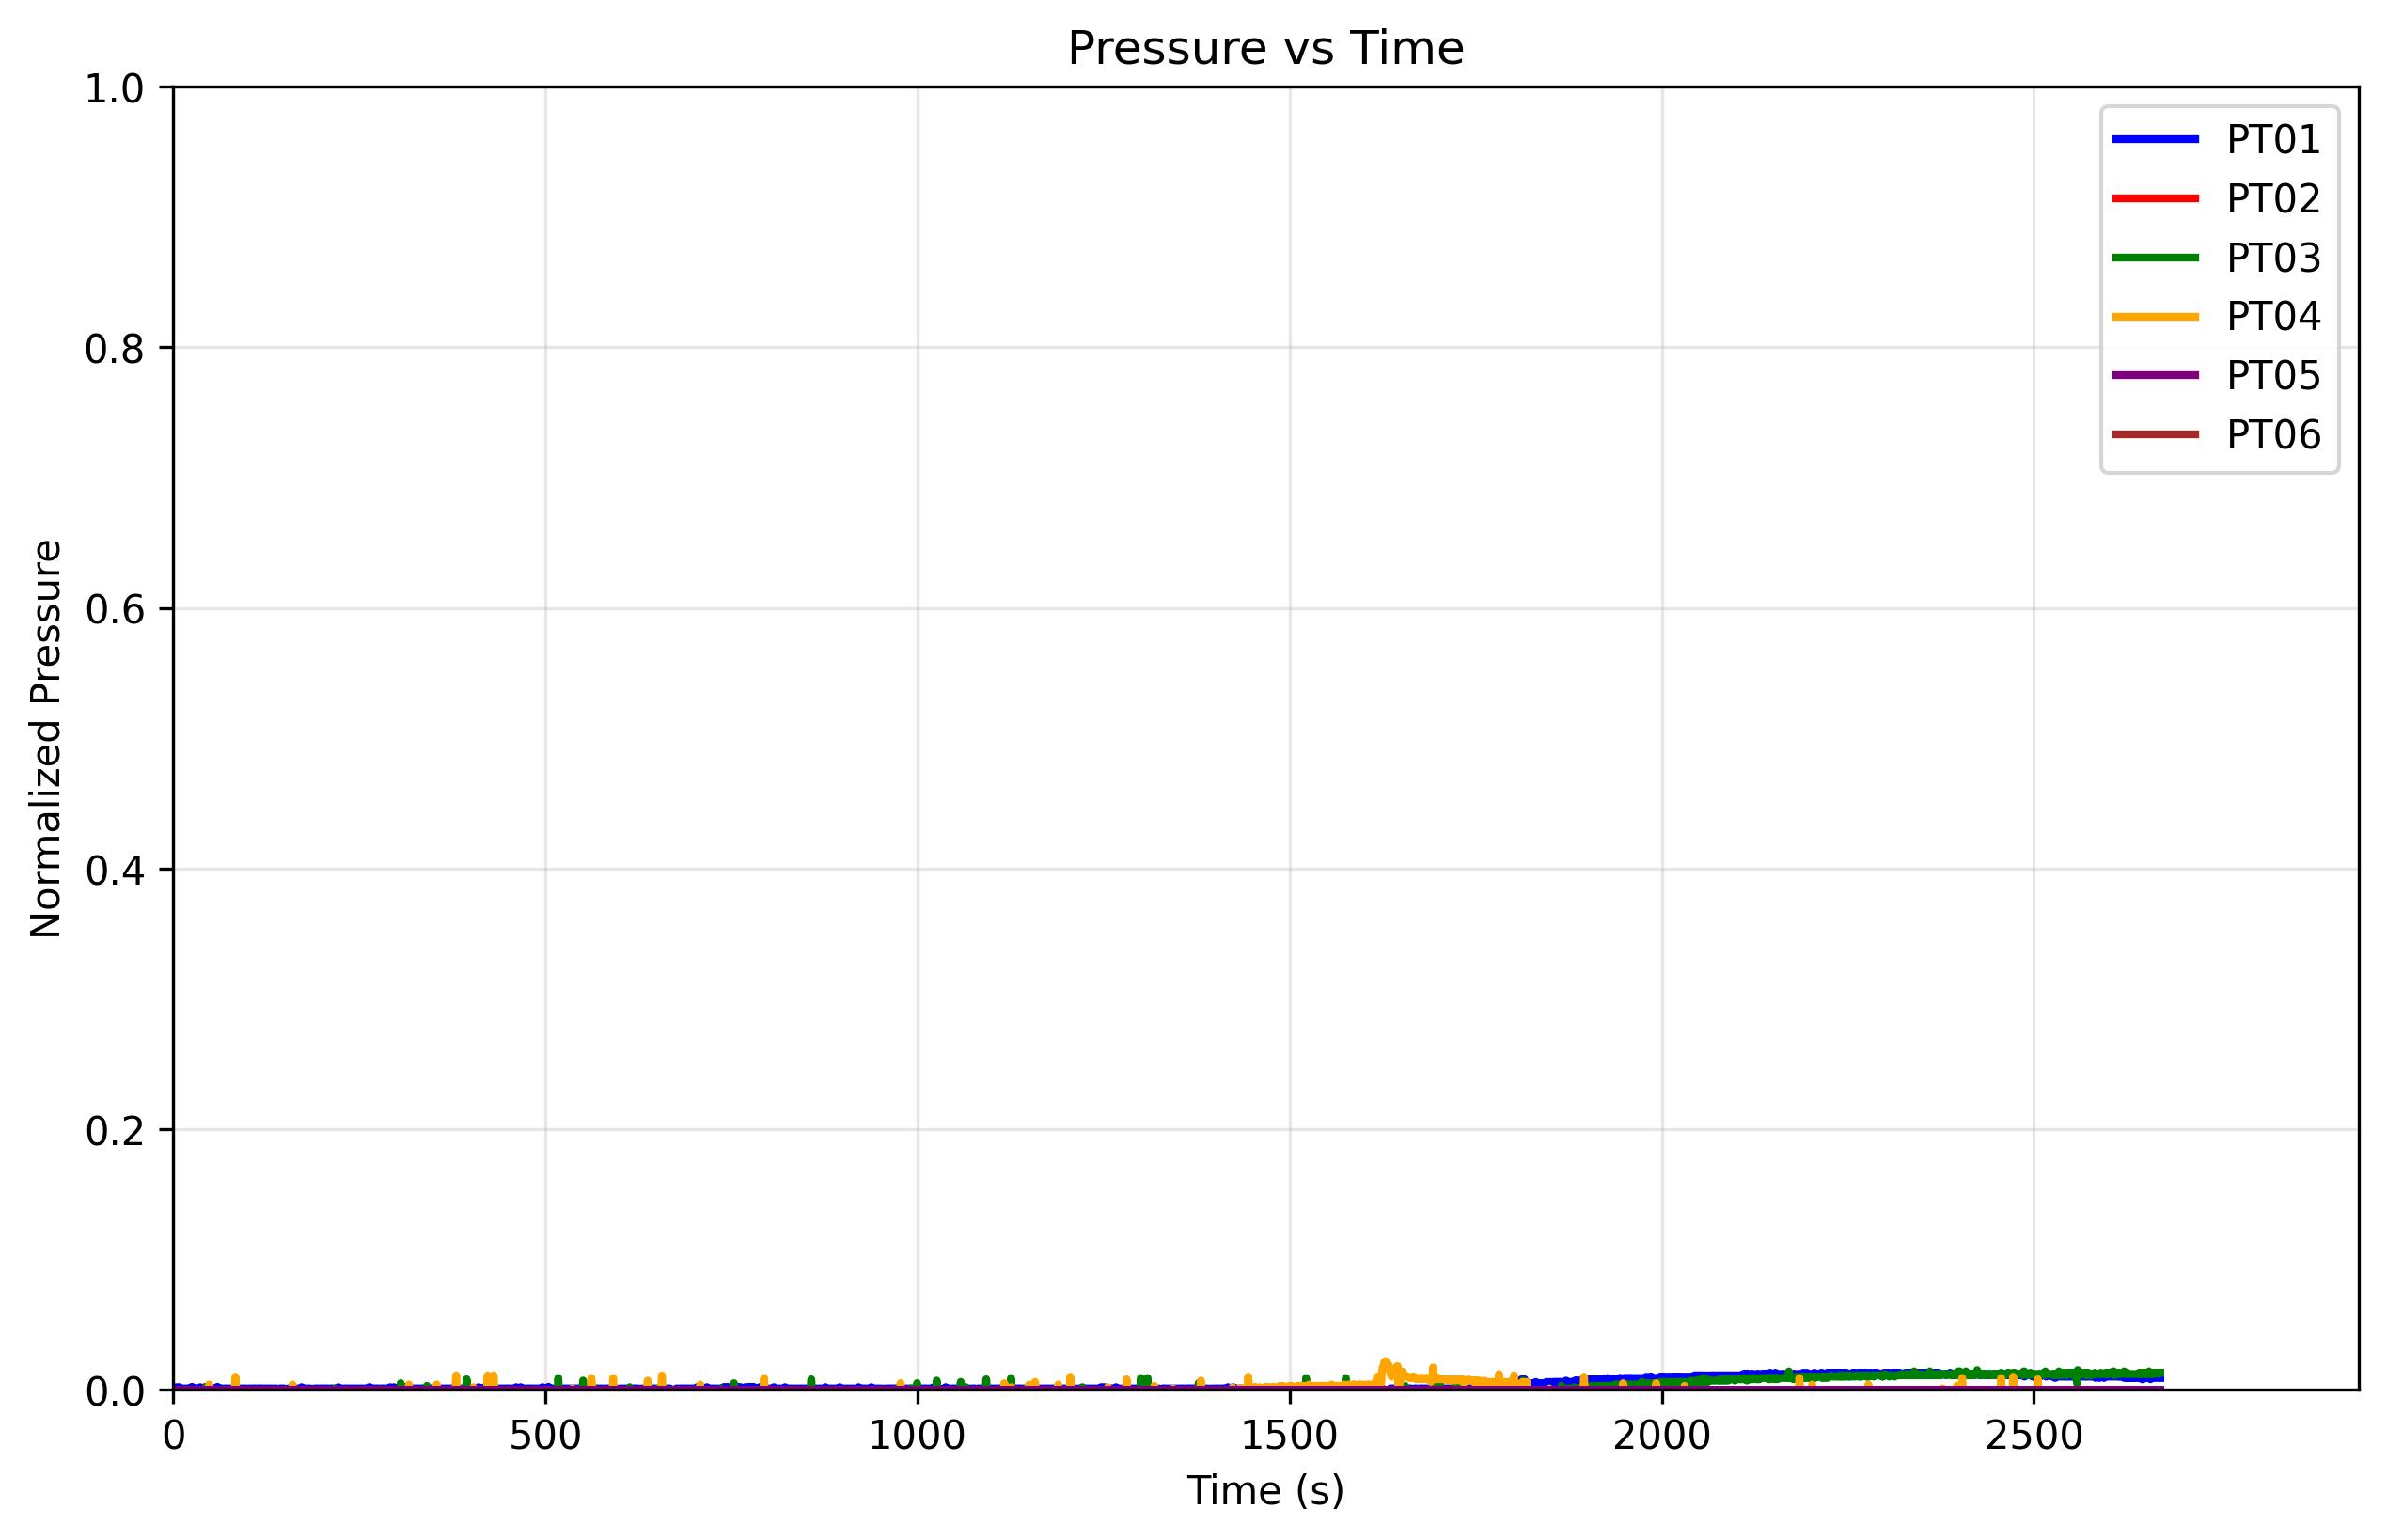 Pressure vs Time
1.0
0.8
0.6
0.4
0.2
0.0
Normalized Pressure
0
500
1000
1500
2000
2500
Time (s)
PT01
PT02
PT03
PT04
PT05
PT06